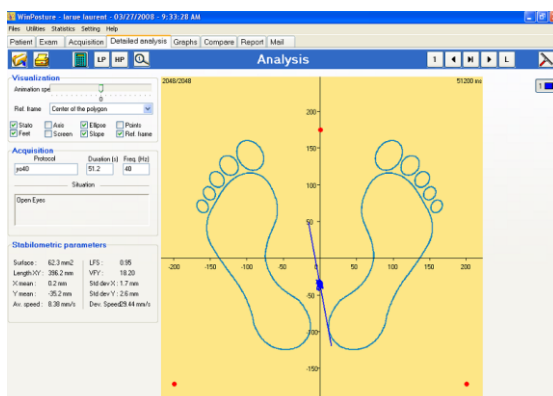 WinPosture - larue laurent - 03/27/2008 - 9:33:28 AM
Files Utilities Statistics Setting Help
Patient Exam Acquisition Detailed analysis Graphs Compare Report Mail
LP HP Analysis 1 L
Visualization
Animation spe
0
Ref. frame Center of the polygon
Stato Axis Ellipse Points
Feet Screen Slope Ref. frame
Acquisition
Protocol Duration (s) Freq. (Hz)
51.2 40
Situation
Open Eyes
Stabilometric parameters
Surface : 62.3 mm2 LFS : 0.95
Length XY : 396.2 mm VFY : 18.20
X mean : 0.2 mm Std dev X : 1.7 mm
Y mean : -35.2 mm Std dev Y : 2.6 mm
Av. speed : 8.38 mm/s Dev. Speed 29.44 mm/s
2048/2048 51200 ms
1
200
150
100
50
-200 -150 -100 -50 50 100 150 200
-50
-100
-150